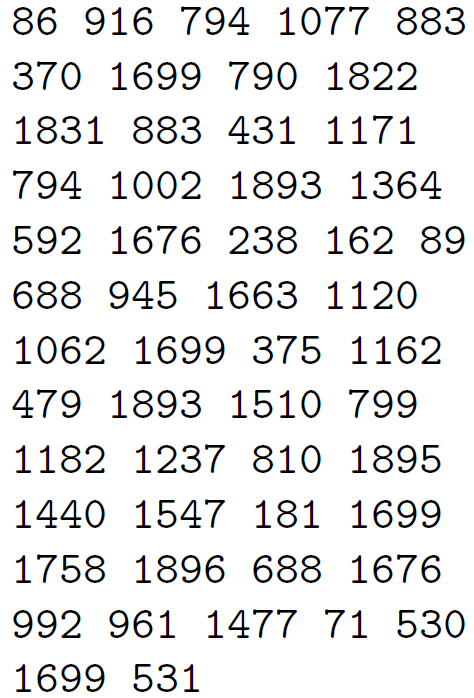 86 916 794 1077 883
370 1699 790 1822
1831 883 431 1171
794 1002 1893 1364
592 1676 238 162 89
688 945 1663 1120
1062 1699 375 1162
479 1893 1510 799
1182 1237 810 1895
1440 1547 181 1699
1758 1896 688 1676
992 961 1477 71 530
1699 531